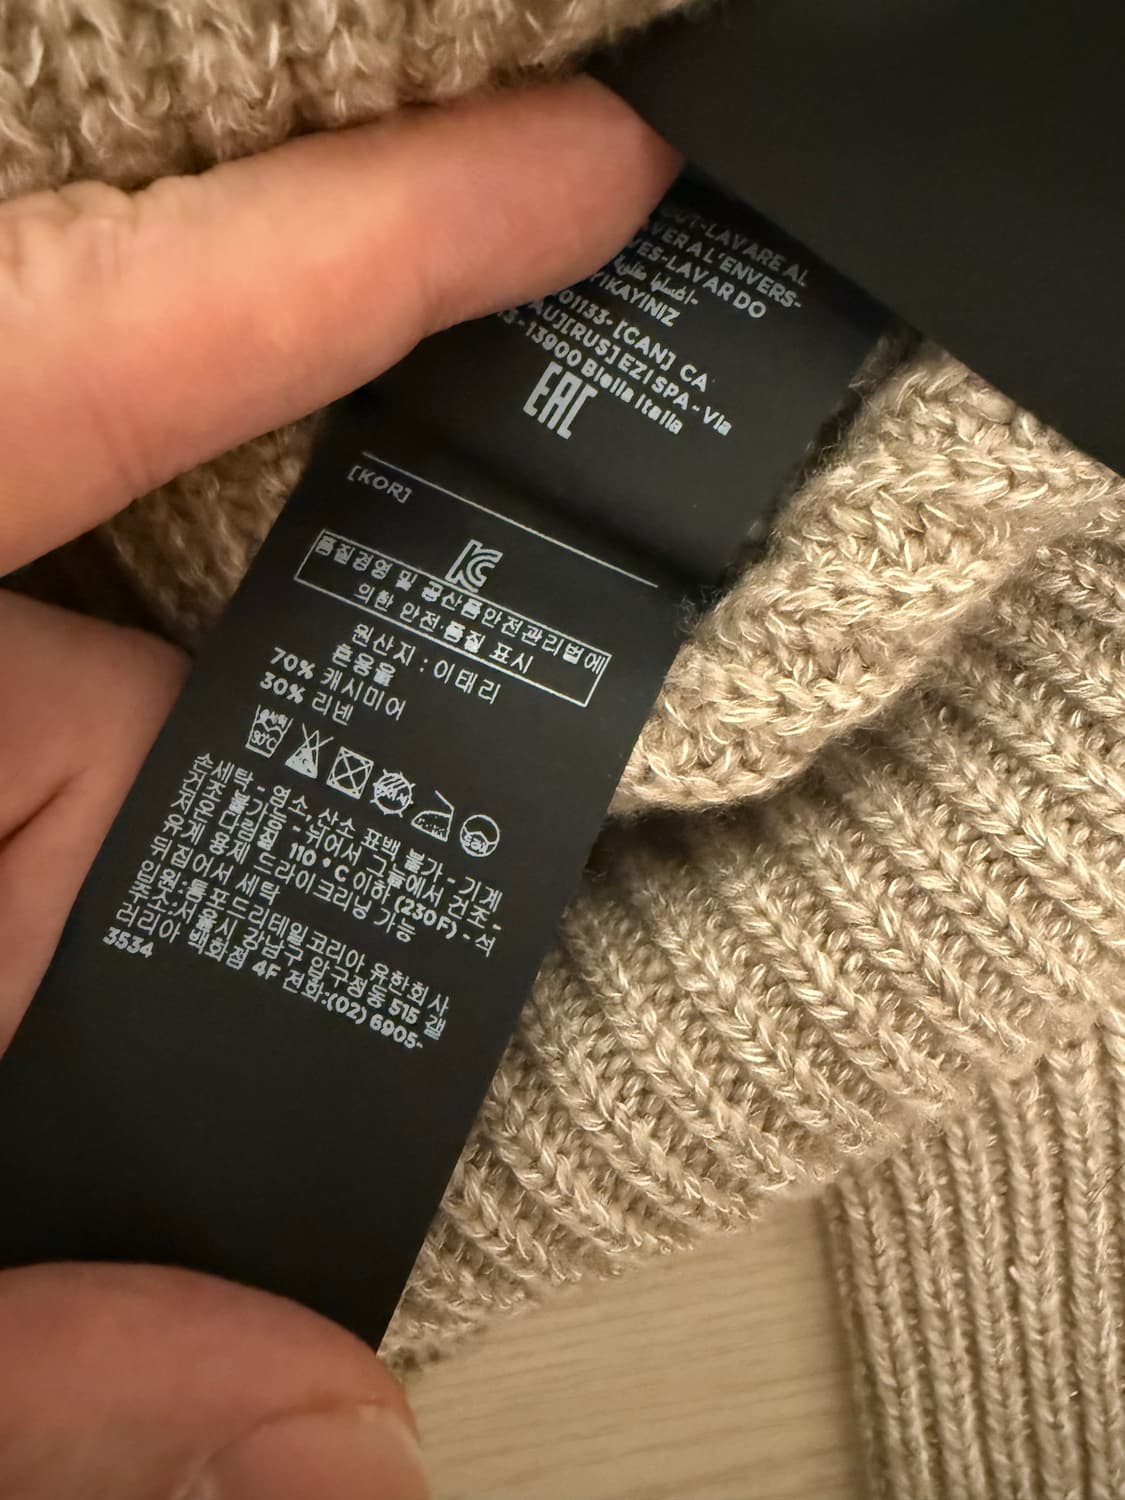 OUT-LAVARE AL
VER A L'ENVERS-
VES-LAVAR DO
YIKAYINIZ
01133- [CAN] CA
AU][RUS] EZI SPA - Via
13900 Biella Italia
EAC
[KOR]
KC
품질경영 및 공산품안전관리법에
의한 안전·품질 표시
원산지 : 이태리
혼용율
70% 캐시미어
30% 리넨
손세탁 - 염소, 산소 표백 불가 - 기계
건조 불가능 - 뉘어서 그늘에서 건조 -
저온 다림질 110°C 이하 (230F) - 석
유계 용제 드라이크리닝 가능
뒤집어서 세탁
입원:톰포드리테일코리아 유한회사
주소:서울시 강남구 압구정동 515 갤
러리아 백화점 4F 전화:(02) 6905-
3534